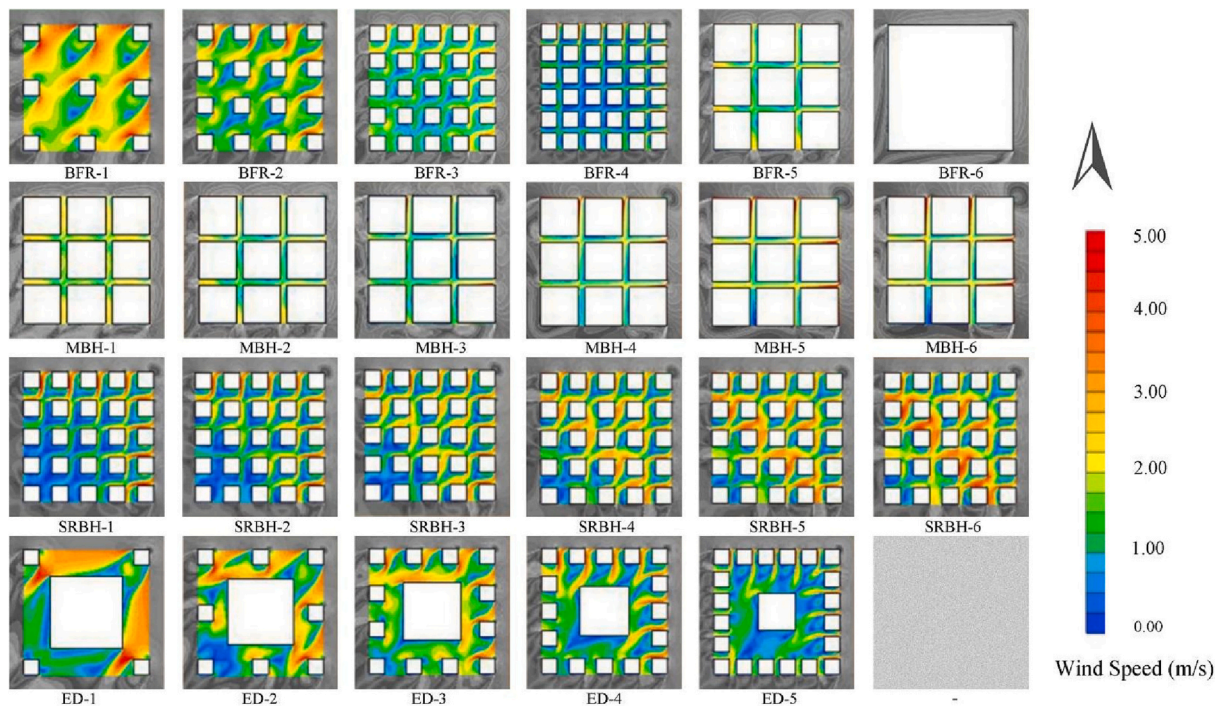 BFR-1 BFR-2 BFR-3 BFR-4 BFR-5 BFR-6
MBH-1 MBH-2 MBH-3 MBH-4 MBH-5 MBH-6
SRBH-1 SRBH-2 SRBH-3 SRBH-4 SRBH-5 SRBH-6
ED-1 ED-2 ED-3 ED-4 ED-5 -
5.00
4.00
3.00
2.00
1.00
0.00
Wind Speed (m/s)